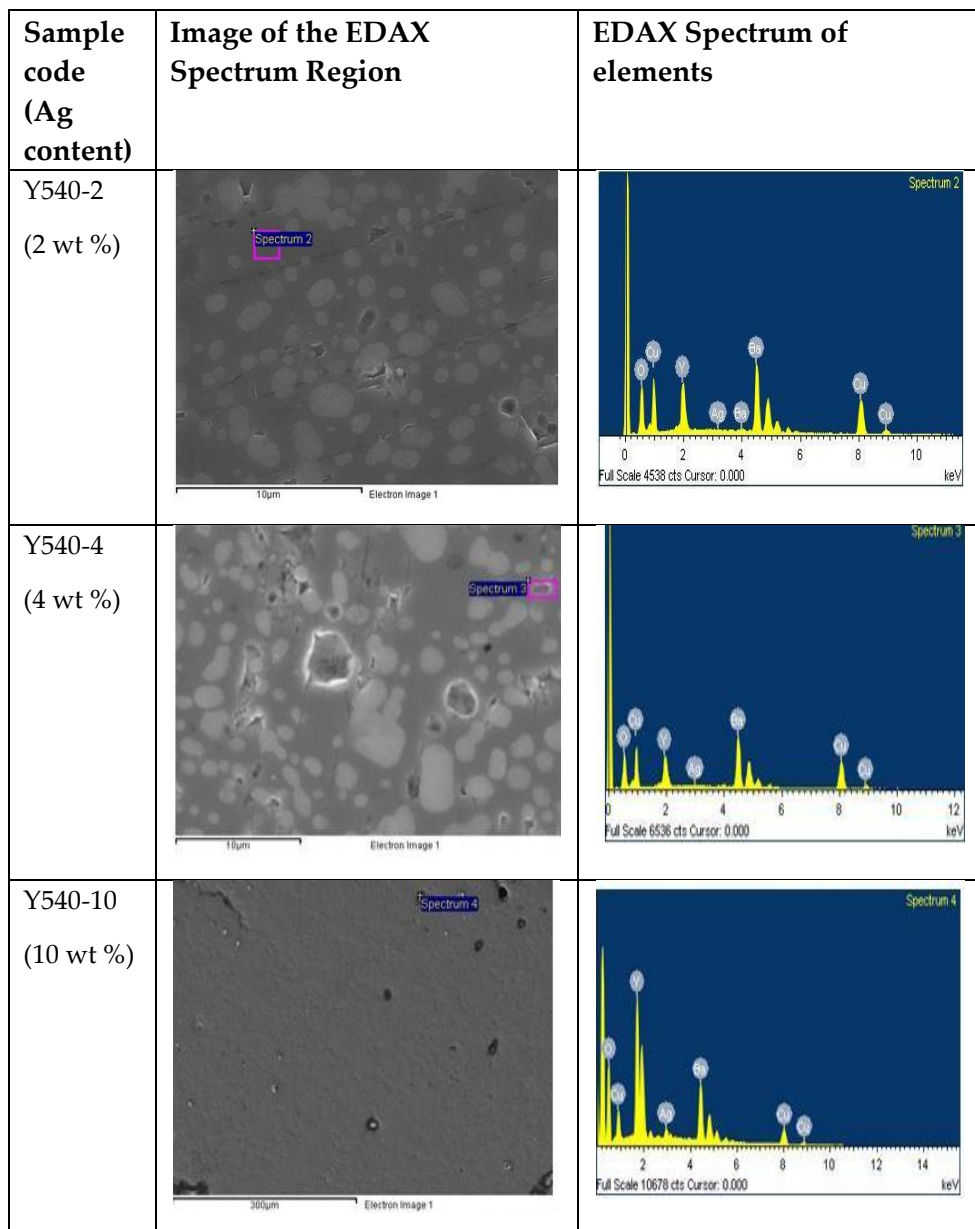 Sample
code
(Ag
content)
Image of the EDAX
Spectrum Region
EDAX Spectrum of
elements
Y540-2
(2 wt %)
Spectrum 2
10µm
Electron Image 1
Spectrum 2
O
Cu
Y
Ag
Ba
Ba
Cu
Cu
0 2 4 6 8 10
Full Scale 4538 cts Cursor: 0.000
keV
Y540-4
(4 wt %)
Spectrum 3
10µm
Electron Image 1
Spectrum 3
O
Cu
Y
Ag
Ba
Cu
Cu
0 2 4 6 8 10 12
Full Scale 6536 cts Cursor: 0.000
keV
Y540-10
(10 wt %)
Spectrum 4
300µm
Electron Image 1
Spectrum 4
O
Cu
Y
Ag
Ba
Cu
Cu
2 4 6 8 10 12 14
Full Scale 10678 cts Cursor: 0.000
keV